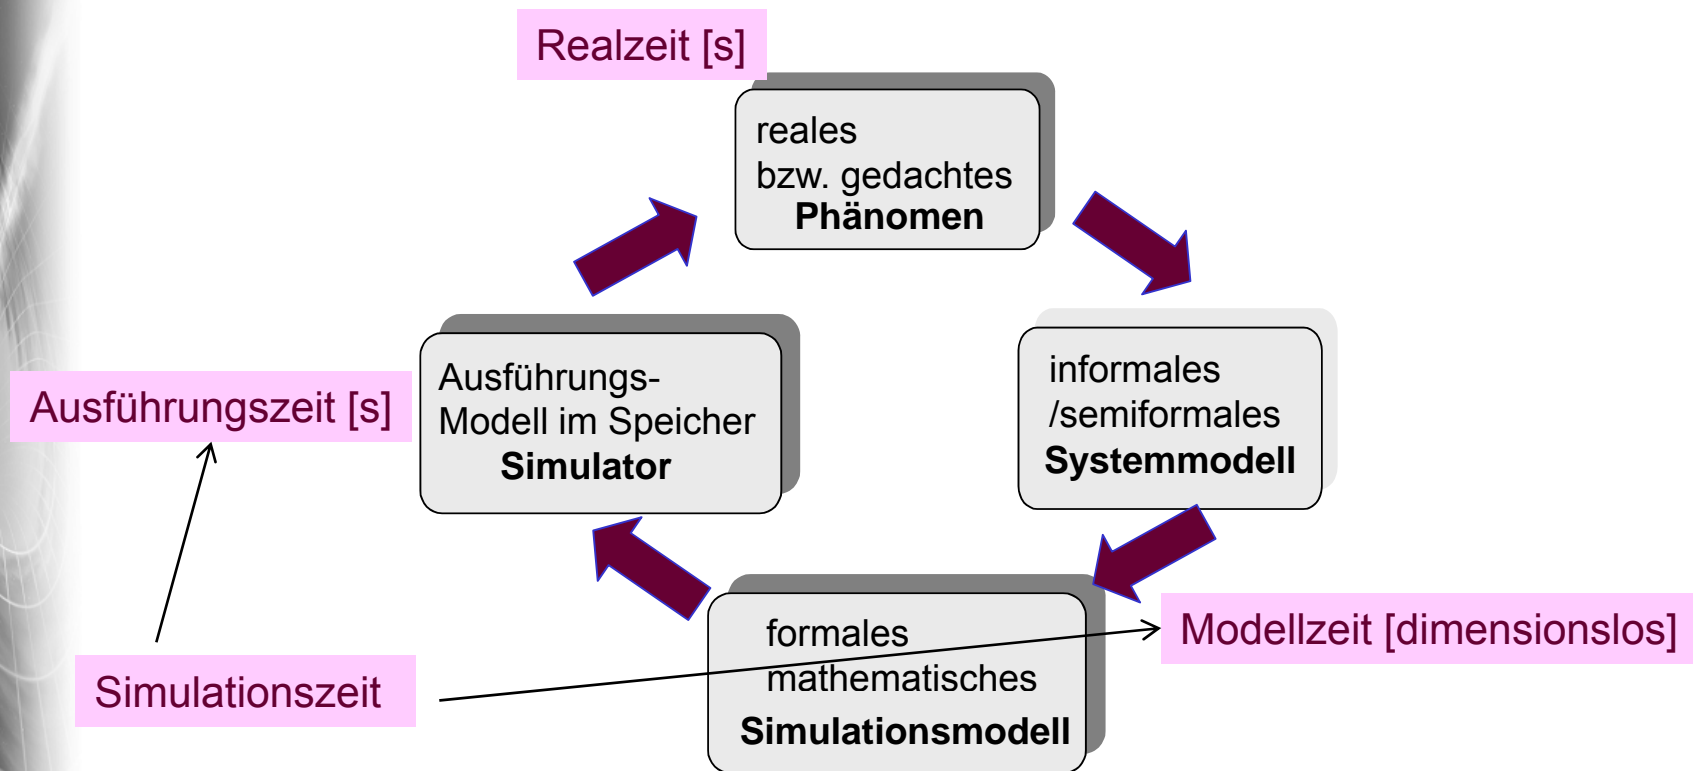 Realzeit [s]
reales
bzw. gedachtes
Phänomen
informales
/semiformales
Systemmodell
Ausführungs-
Modell im Speicher
Simulator
Ausführungszeit [s]
formales
mathematisches
Simulationsmodell
Modellzeit [dimensionslos]
Simulationszeit